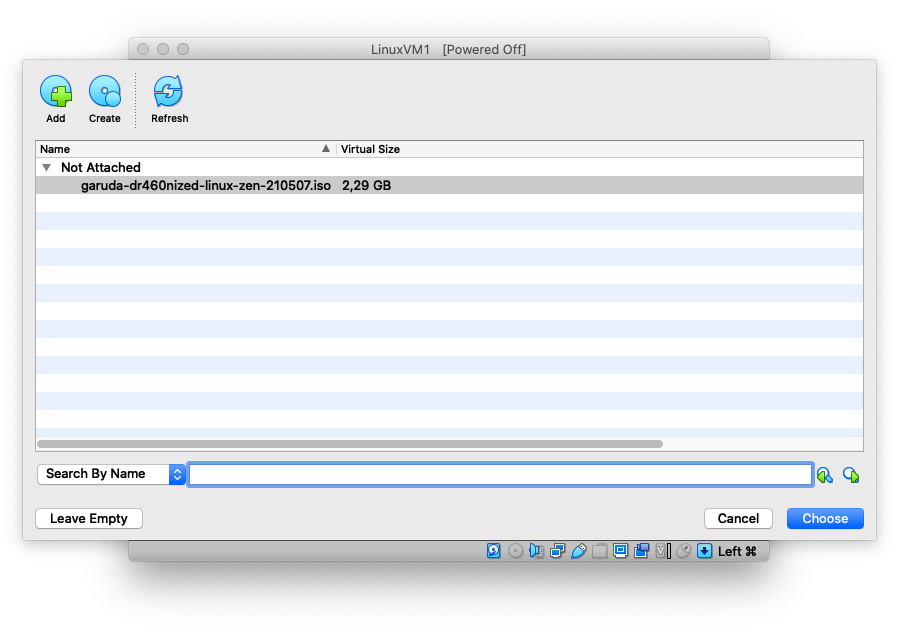 LinuxVM1 [Powered Off]
Add Create Refresh
Name Virtual Size
Not Attached
garuda-dr460nized-linux-zen-210507.iso 2,29 GB
Search By Name
Leave Empty Cancel Choose
Left ⌘